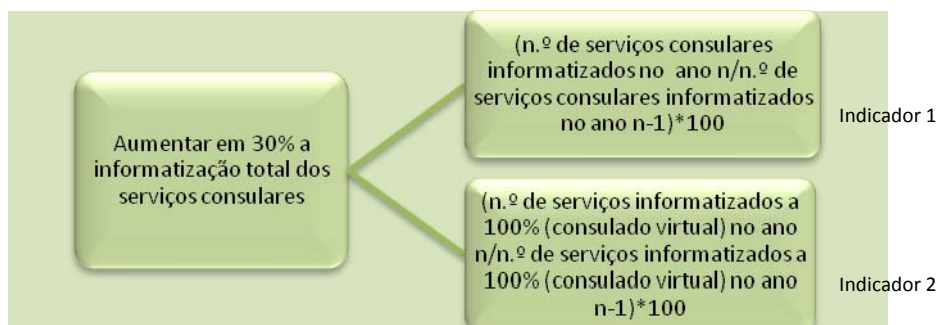 Aumentar em 30% a
informatização total dos
serviços consulares
(n.º de serviços consulares
informatizados no ano n/n.º de
serviços consulares informatizados
no ano n-1)*100
Indicador 1
(n.º de serviços informatizados a
100% (consulado virtual) no ano
n/n.º de serviços informatizados a
100% (consulado virtual) no ano
n-1)*100
Indicador 2